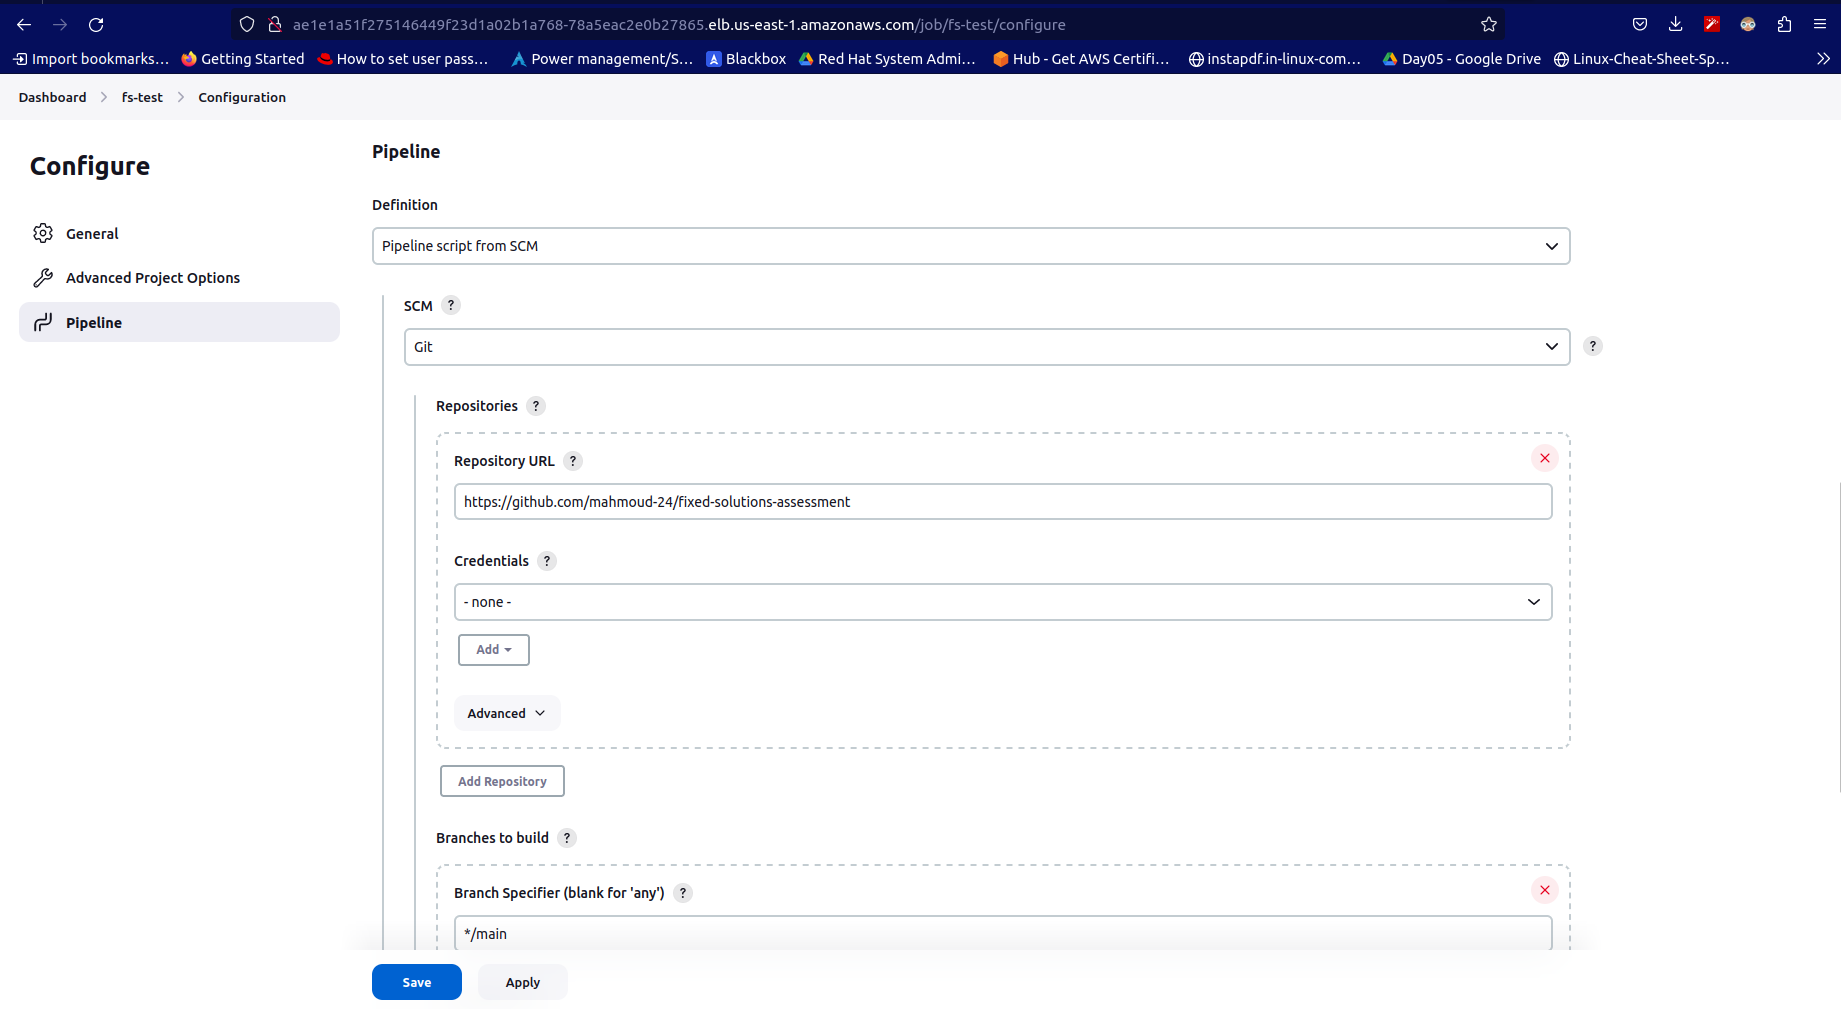 ae1e1a51f275146449f23d1a02b1a768-78a5eac2e0b27865.elb.us-east-1.amazonaws.com/job/fs-test/configure
Import bookmarks... Getting Started How to set user pass... Power management/S... Blackbox Red Hat System Admi... Hub - Get AWS Certifi... instapdf.in-linux-com... Day05 - Google Drive Linux-Cheat-Sheet-Sp...
Dashboard fs-test Configuration
Configure
General
Advanced Project Options
Pipeline
Pipeline
Definition
Pipeline script from SCM
SCM ?
Git
?
Repositories ?
Repository URL ?
https://github.com/mahmoud-24/fixed-solutions-assessment
Credentials ?
- none -
Add
Advanced
Add Repository
Branches to build ?
Branch Specifier (blank for 'any') ?
*/main
Save Apply